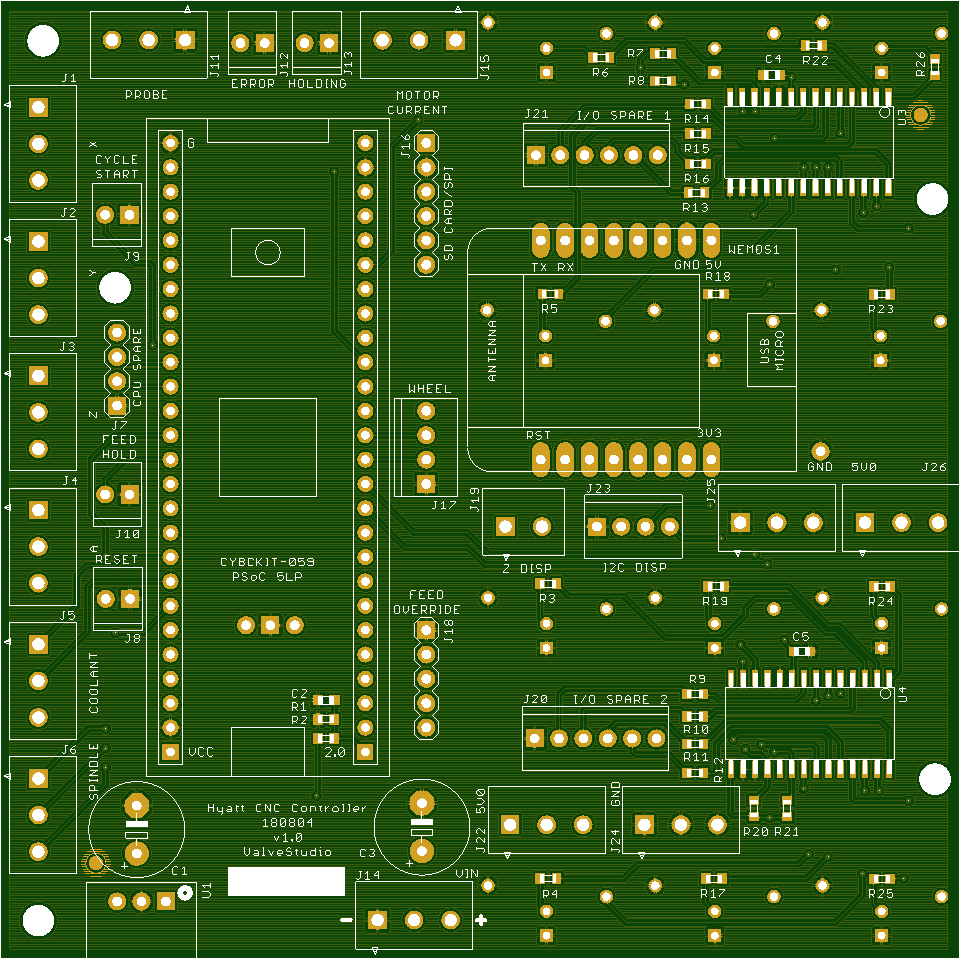 J11
J12
J13
J15
ERROR
HOLDING
J1
PROBE
MOTOR
CURRENT
R6
R7
R8
C4
R22
R26
J21
I/O SPARE 1
R14
U3
G
J16
R15
X
CYCLE
START
R16
SD CARD/SPI
R13
J2
J9
Y
TX RX
GND 5V
WEMOS1
R18
R5
R23
CPU SPARE
ANTENNA
USB
MICRO
J3
Z
J7
WHEEL
FEED
HOLD
RST
3V3
GND
5V0
J26
J4
J17
J19
J23
J25
J10
A
RESET
CY8CKIT-059
PSoC 5LP
Z DISP
I2C DISP
R3
R19
R24
FEED
OVERRIDE
J5
J8
J18
C5
COOLANT
C2
R1
R2
R9
U4
J20
I/O SPARE 2
R10
R11
R12
J6
VCC
2.0
SPINDLE
Hyatt CNC Controller
180804
v1.0
ValveStudio
5V0
J22
GND
J24
R20
R21
+
C1
C3
+
U1
J14
VIN
- +
R4
R17
R25